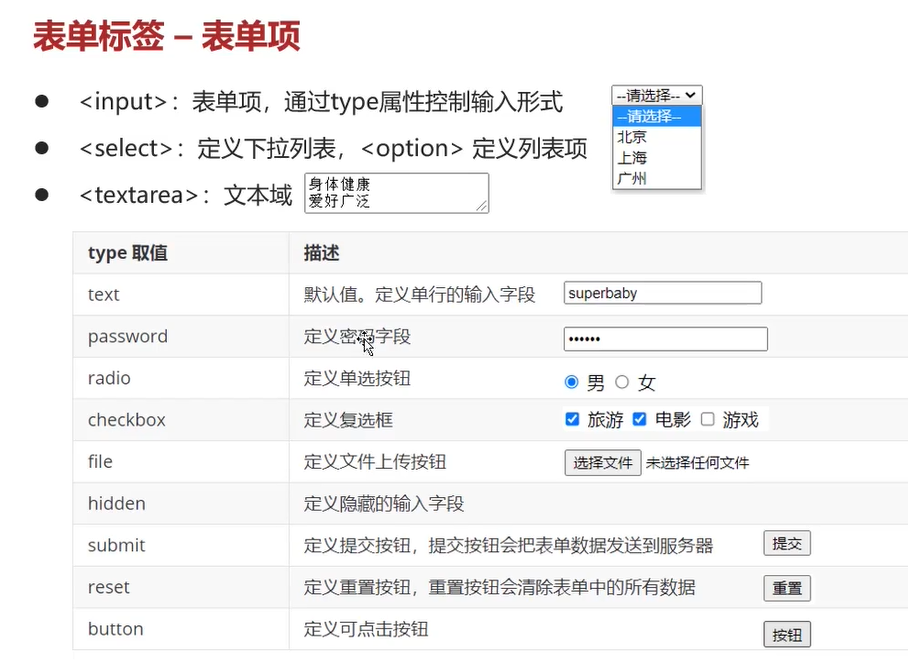 表单标签 – 表单项
● <input>：表单项，通过type属性控制输入形式
● <select>：定义下拉列表，<option> 定义列表项
--请选择--
--请选择--
北京
上海
广州
● <textarea>：文本域
身体健康
爱好广泛
type 取值 描述
text 默认值。定义单行的输入字段 superbaby
password 定义密码字段 ••••••
radio 定义单选按钮 男 女
checkbox 定义复选框 旅游 电影 游戏
file 定义文件上传按钮 选择文件 未选择任何文件
hidden 定义隐藏的输入字段
submit 定义提交按钮，提交按钮会把表单数据发送到服务器 提交
reset 定义重置按钮，重置按钮会清除表单中的所有数据 重置
button 定义可点击按钮 按钮